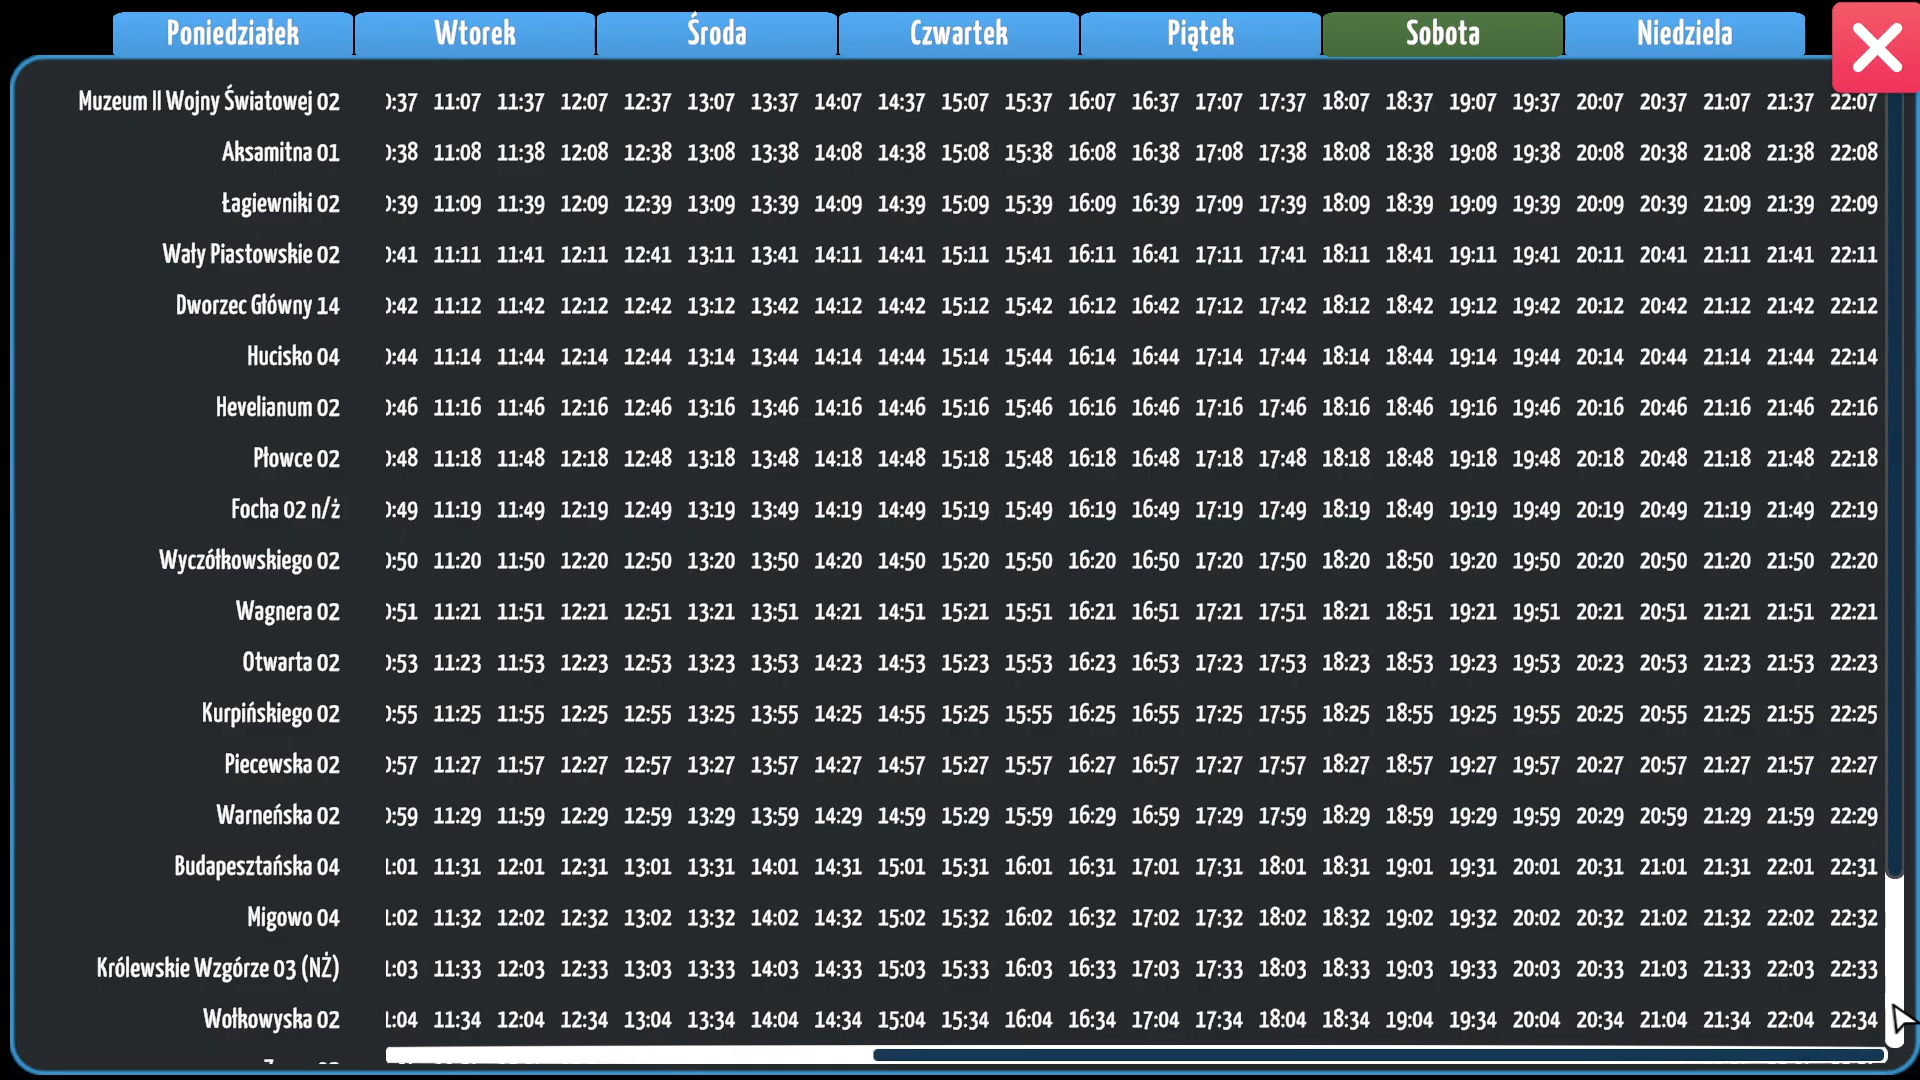 Poniedziałek Wtorek Środa Czwartek Piątek Sobota Niedziela
Muzeum II Wojny Światowej 02 :37 11:07 11:37 12:07 12:37 13:07 13:37 14:07 14:37 15:07 15:37 16:07 16:37 17:07 17:37 18:07 18:37 19:07 19:37 20:07 20:37 21:07 21:37 22:07
Aksamitna 01 :38 11:08 11:38 12:08 12:38 13:08 13:38 14:08 14:38 15:08 15:38 16:08 16:38 17:08 17:38 18:08 18:38 19:08 19:38 20:08 20:38 21:08 21:38 22:08
Łagiewniki 02 :39 11:09 11:39 12:09 12:39 13:09 13:39 14:09 14:39 15:09 15:39 16:09 16:39 17:09 17:39 18:09 18:39 19:09 19:39 20:09 20:39 21:09 21:39 22:09
Wały Piastowskie 02 :41 11:11 11:41 12:11 12:41 13:11 13:41 14:11 14:41 15:11 15:41 16:11 16:41 17:11 17:41 18:11 18:41 19:11 19:41 20:11 20:41 21:11 21:41 22:11
Dworzec Główny 14 :42 11:12 11:42 12:12 12:42 13:12 13:42 14:12 14:42 15:12 15:42 16:12 16:42 17:12 17:42 18:12 18:42 19:12 19:42 20:12 20:42 21:12 21:42 22:12
Hucisko 04 :44 11:14 11:44 12:14 12:44 13:14 13:44 14:14 14:44 15:14 15:44 16:14 16:44 17:14 17:44 18:14 18:44 19:14 19:44 20:14 20:44 21:14 21:44 22:14
Hevelianum 02 :46 11:16 11:46 12:16 12:46 13:16 13:46 14:16 14:46 15:16 15:46 16:16 16:46 17:16 17:46 18:16 18:46 19:16 19:46 20:16 20:46 21:16 21:46 22:16
Płowce 02 :48 11:18 11:48 12:18 12:48 13:18 13:48 14:18 14:48 15:18 15:48 16:18 16:48 17:18 17:48 18:18 18:48 19:18 19:48 20:18 20:48 21:18 21:48 22:18
Focha 02 n/ż :49 11:19 11:49 12:19 12:49 13:19 13:49 14:19 14:49 15:19 15:49 16:19 16:49 17:19 17:49 18:19 18:49 19:19 19:49 20:19 20:49 21:19 21:49 22:19
Wyczółkowskiego 02 :50 11:20 11:50 12:20 12:50 13:20 13:50 14:20 14:50 15:20 15:50 16:20 16:50 17:20 17:50 18:20 18:50 19:20 19:50 20:20 20:50 21:20 21:50 22:20
Wagnera 02 :51 11:21 11:51 12:21 12:51 13:21 13:51 14:21 14:51 15:21 15:51 16:21 16:51 17:21 17:51 18:21 18:51 19:21 19:51 20:21 20:51 21:21 21:51 22:21
Otwarta 02 :53 11:23 11:53 12:23 12:53 13:23 13:53 14:23 14:53 15:23 15:53 16:23 16:53 17:23 17:53 18:23 18:53 19:23 19:53 20:23 20:53 21:23 21:53 22:23
Kurpińskiego 02 :55 11:25 11:55 12:25 12:55 13:25 13:55 14:25 14:55 15:25 15:55 16:25 16:55 17:25 17:55 18:25 18:55 19:25 19:55 20:25 20:55 21:25 21:55 22:25
Piecewska 02 :57 11:27 11:57 12:27 12:57 13:27 13:57 14:27 14:57 15:27 15:57 16:27 16:57 17:27 17:57 18:27 18:57 19:27 19:57 20:27 20:57 21:27 21:57 22:27
Warneńska 02 :59 11:29 11:59 12:29 12:59 13:29 13:59 14:29 14:59 15:29 15:59 16:29 16:59 17:29 17:59 18:29 18:59 19:29 19:59 20:29 20:59 21:29 21:59 22:29
Budapesztańska 04 1:01 11:31 12:01 12:31 13:01 13:31 14:01 14:31 15:01 15:31 16:01 16:31 17:01 17:31 18:01 18:31 19:01 19:31 20:01 20:31 21:01 21:31 22:01 22:31
Migowo 04 1:02 11:32 12:02 12:32 13:02 13:32 14:02 14:32 15:02 15:32 16:02 16:32 17:02 17:32 18:02 18:32 19:02 19:32 20:02 20:32 21:02 21:32 22:02 22:32
Królewskie Wzgórze 03 (NŻ) 1:03 11:33 12:03 12:33 13:03 13:33 14:03 14:33 15:03 15:33 16:03 16:33 17:03 17:33 18:03 18:33 19:03 19:33 20:03 20:33 21:03 21:33 22:03 22:33
Wołkowyska 02 1:04 11:34 12:04 12:34 13:04 13:34 14:04 14:34 15:04 15:34 16:04 16:34 17:04 17:34 18:04 18:34 19:04 19:34 20:04 20:34 21:04 21:34 22:04 22:34